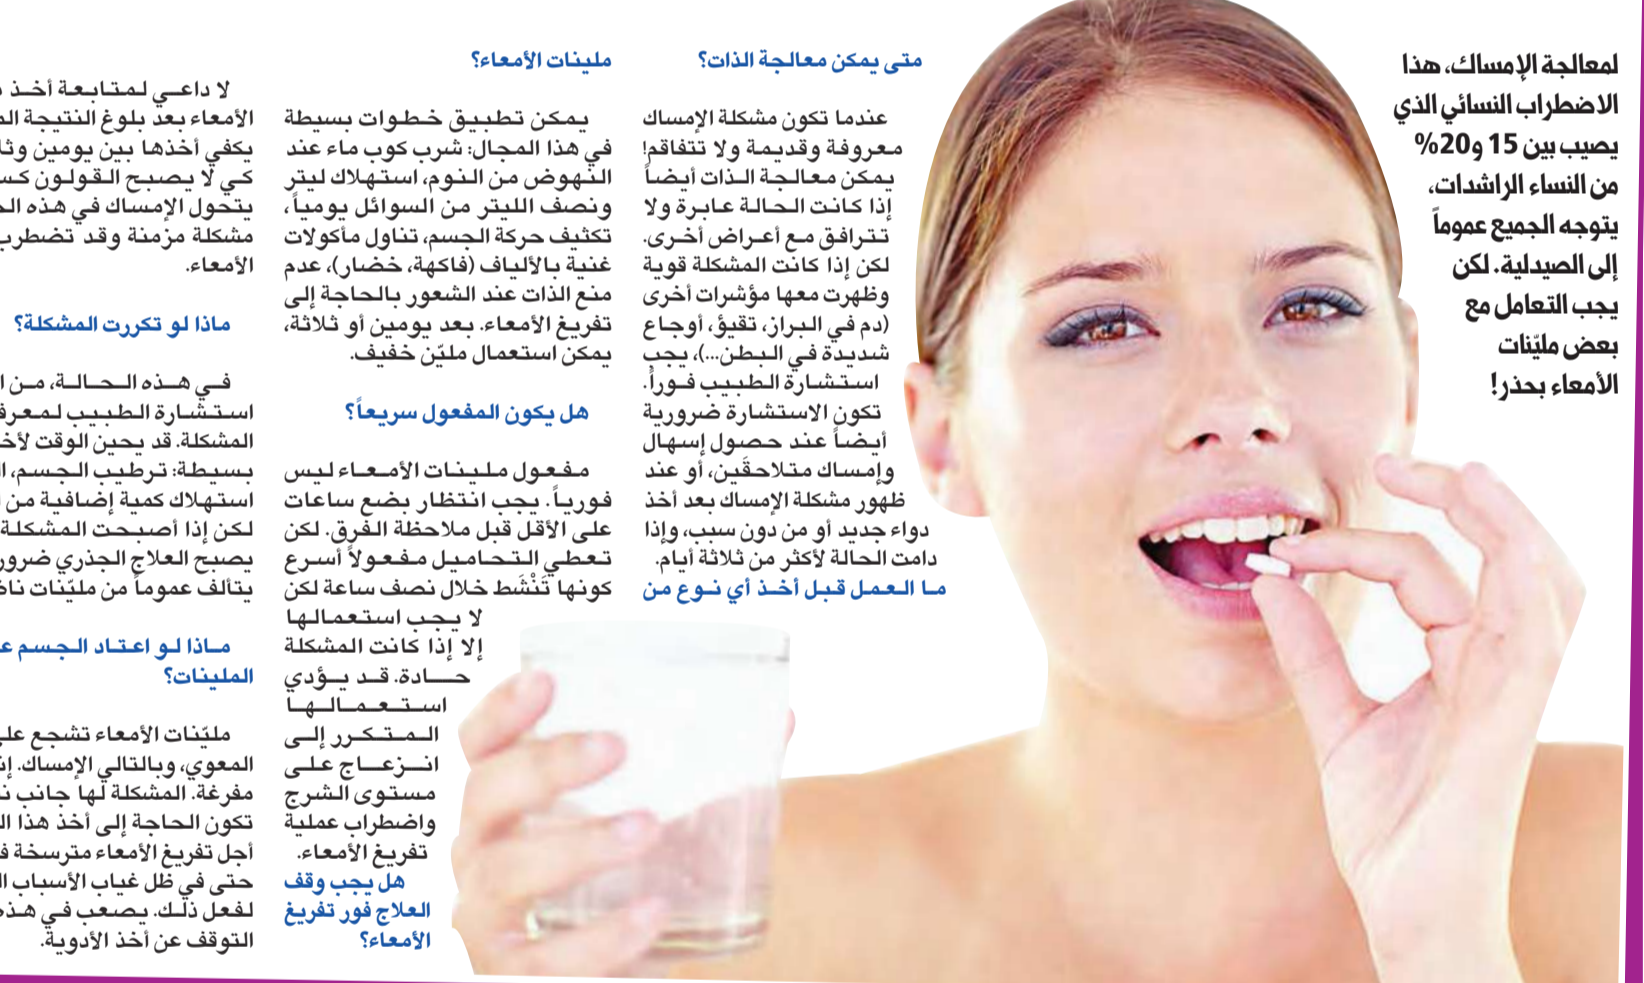 لمعالجة الإمساك، هذا
الاضطراب النسائي الذي
يصيب بين 15 و20%
من النساء الراشدات،
يتوجه الجميع عموماً
إلى الصيدلية. لكن
يجب التعامل مع
بعض مليّنات
الأمعاء بحذر!
متى يمكن معالجة الذات؟
عندما تكون مشكلة الإمساك
معروفة وقديمة ولا تتفاقم!
يمكن معالجة الذات أيضاً
إذا كانت الحالة عابرة ولا
تترافق مع أعراض أخرى.
لكن إذا كانت المشكلة قوية
وظهرت معها مؤشرات أخرى
(دم في البراز، تقيؤ، أوجاع
شديدة في البطن...)، يجب
استشارة الطبيب فوراً.
تكون الاستشارة ضرورية
أيضاً عند حصول إسهال
وإمساك متلاحقَين، أو عند
ظهور مشكلة الإمساك بعد أخذ
دواء جديد أو من دون سبب، وإذا
دامت الحالة لأكثر من ثلاثة أيام.
ما العمل قبل أخذ أي نوع من
ملينات الأمعاء؟
يمكن تطبيق خطوات بسيطة
في هذا المجال: شرب كوب ماء عند
النهوض من النوم، استهلاك ليتر
ونصف الليتر من السوائل يومياً،
تكثيف حركة الجسم، تناول مأكولات
غنية بالألياف (فاكهة، خضار)، عدم
منع الذات عند الشعور بالحاجة إلى
تفريغ الأمعاء. بعد يومين أو ثلاثة،
يمكن استعمال مليّن خفيف.
هل يكون المفعول سريعاً؟
مفعول ملينات الأمعاء ليس
فورياً. يجب انتظار بضع ساعات
على الأقل قبل ملاحظة الفرق. لكن
تعطي التحاميل مفعولاً أسرع
كونها تَنْشَط خلال نصف ساعة لكن
لا يجب استعمالها
إلا إذا كانت المشكلة
حادة. قد يؤدي
استعمالها
المتكرر إلى
انزعاج على
مستوى الشرج
واضطراب عملية
تفريغ الأمعاء.
هل يجب وقف
العلاج فور تفريغ
الأمعاء؟
لا داعي لمتابعة أخذ
الأمعاء بعد بلوغ النتيجة
يكفي أخذها بين يومين
كي لا يصبح القولون
يتحول الإمساك في هذه
مشكلة مزمنة وقد تضطرب
الأمعاء.
ماذا لو تكررت المشكلة؟
في هذه الحالة، من
استشارة الطبيب لمعرفة
المشكلة. قد يحين الوقت
بسيطة: ترطيب الجسم،
استهلاك كمية إضافية من
لكن إذا أصبحت المشكلة
يصبح العلاج الجذري
يتألف عموماً من مليّنات
ماذا لو اعتاد الجسم
الملينات؟
مليّنات الأمعاء تشجع
المعوي، وبالتالي الإمساك.
مفرغة. المشكلة لها جانب
تكون الحاجة إلى أخذ هذا
أجل تفريغ الأمعاء مترسخة
حتى في ظل غياب الأسباب
لفعل ذلك. يصعب في
التوقف عن أخذ الأدوية.